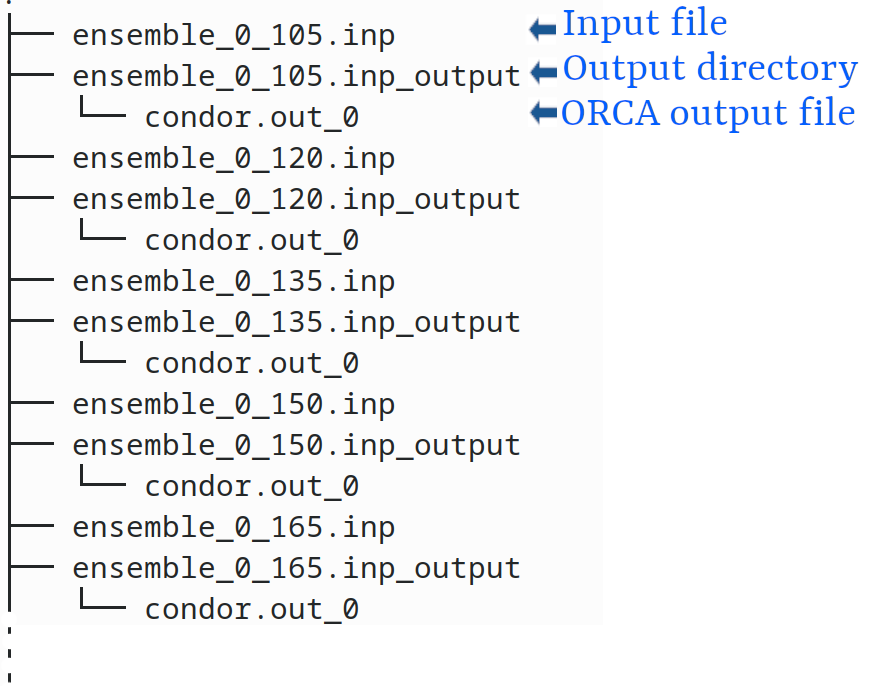 ensemble_0_105.inp Input file
ensemble_0_105.inp_output Output directory
condor.out_0 ORCA output file
ensemble_0_120.inp
ensemble_0_120.inp_output
condor.out_0
ensemble_0_135.inp
ensemble_0_135.inp_output
condor.out_0
ensemble_0_150.inp
ensemble_0_150.inp_output
condor.out_0
ensemble_0_165.inp
ensemble_0_165.inp_output
condor.out_0